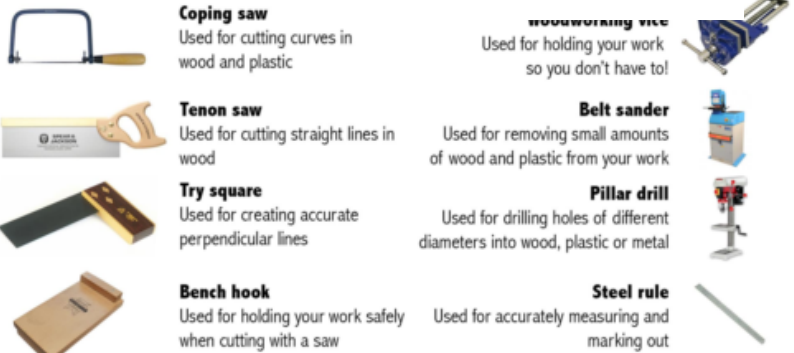 Coping saw
Used for cutting curves in
wood and plastic
Tenon saw
Used for cutting straight lines in
wood
Try square
Used for creating accurate
perpendicular lines
Bench hook
Used for holding your work safely
when cutting with a saw
woodworking vice
Used for holding your work
so you don't have to!
Belt sander
Used for removing small amounts
of wood and plastic from your work
Pillar drill
Used for drilling holes of different
diameters into wood, plastic or metal
Steel rule
Used for accurately measuring and
marking out
SPEAR &
JACKSON